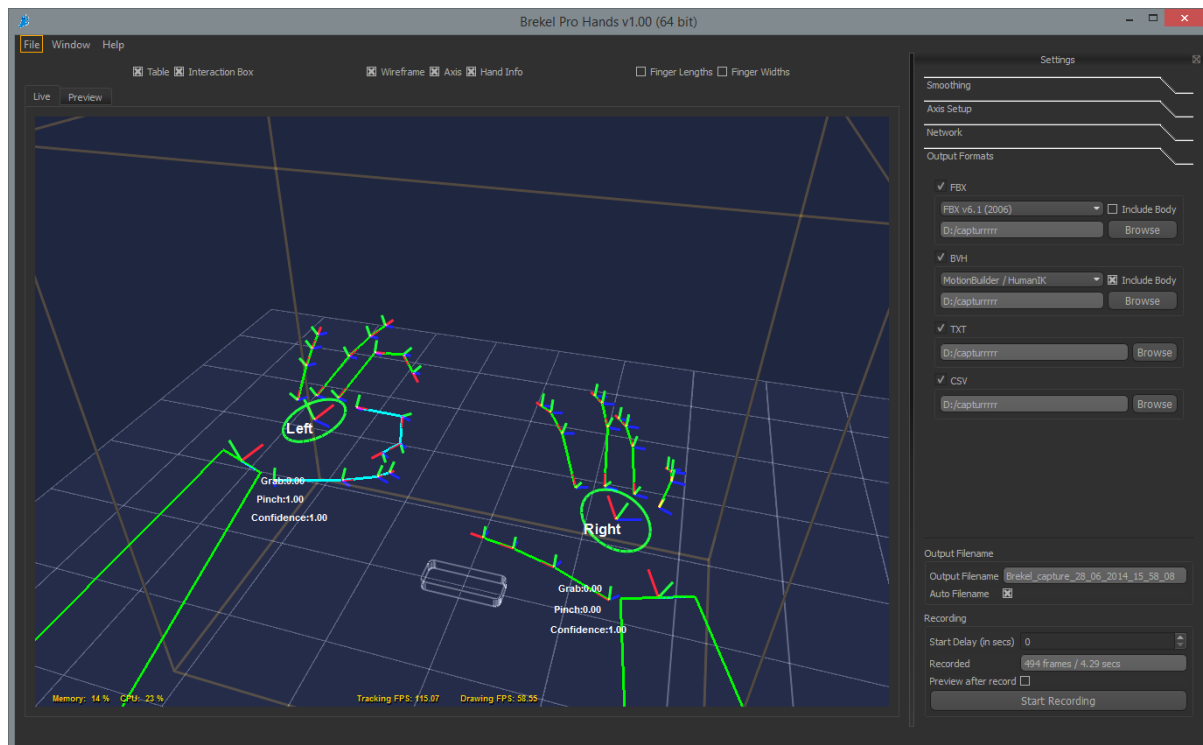 Brekel Pro Hands v1.00 (64 bit)
File Window Help
Table Interaction Box Wireframe Axis Hand Info Finger Lengths Finger Widths
Live Preview
Left
Grab:0.00
Pinch:1.00
Confidence:1.00
Right
Grab:0.00
Pinch:0.00
Confidence:1.00
Memory: 14 % CPU: 23 % Tracking FPS: 115.07 Drawing FPS: 58.55
Settings
Smoothing
Axis Setup
Network
Output Formats
FBX
FBX v6.1 (2006) Include Body
D:/capturrrrr Browse
BVH
MotionBuilder / HumanIK Include Body
D:/capturrrrr Browse
TXT
D:/capturrrrr Browse
CSV
D:/capturrrrr Browse
Output Filename
Output Filename Brekel_capture_28_06_2014_15_58_08
Auto Filename
Recording
Start Delay (in secs) 0
Recorded 494 frames / 4.29 secs
Preview after record
Start Recording